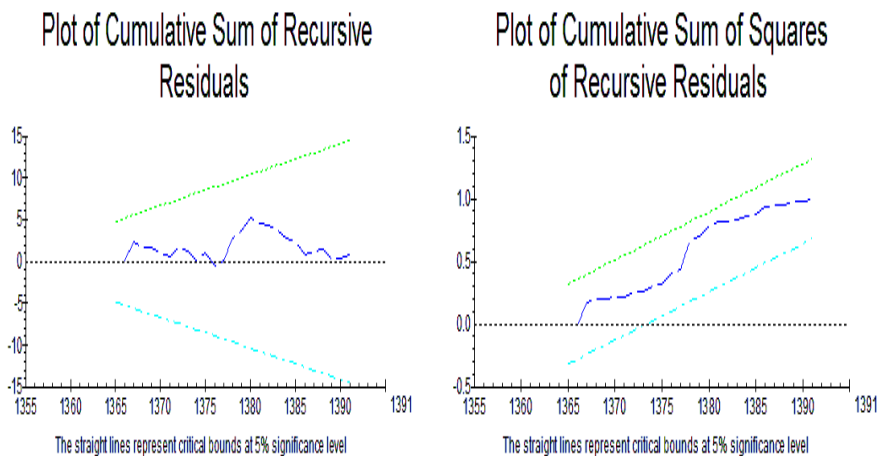 Plot of Cumulative Sum of Recursive
Residuals
15
10
5
0
-5
-10
-15
1355 1360 1365 1370 1375 1380 1385 1390 1391
The straight lines represent critical bounds at 5% significance level
Plot of Cumulative Sum of Squares
of Recursive Residuals
1.5
1.0
0.5
0.0
-0.5
1355 1360 1365 1370 1375 1380 1385 1390 1391
The straight lines represent critical bounds at 5% significance level